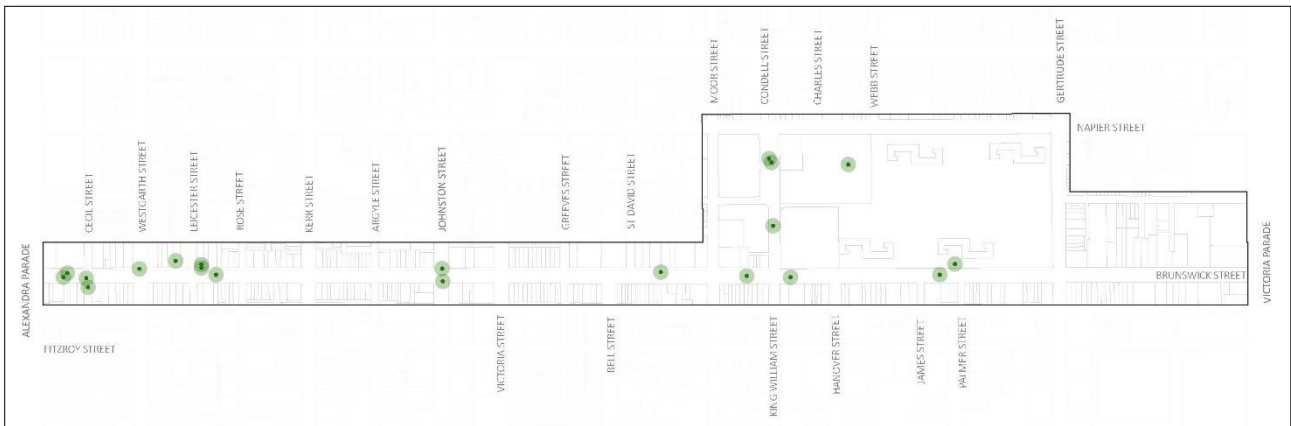 MOOR STREET
CONDELL STREET
CHARLES STREET
WEBB STREET
GERTRUDE STREET
NAPIER STREET
CECIL STREET
WESTGARTH STREET
LEICESTER STREET
ROSE STREET
KERR STREET
ARGYLE STREET
JOHNSTON STREET
GREEVES STREET
ST DAVID STREET
ALEXANDRA PARADE
BRUNSWICK STREET
VICTORIA PARADE
FITZROY STREET
VICTORIA STREET
BELL STREET
KING WILLIAM STREET
HANOVER STREET
JAMES STREET
PALMER STREET